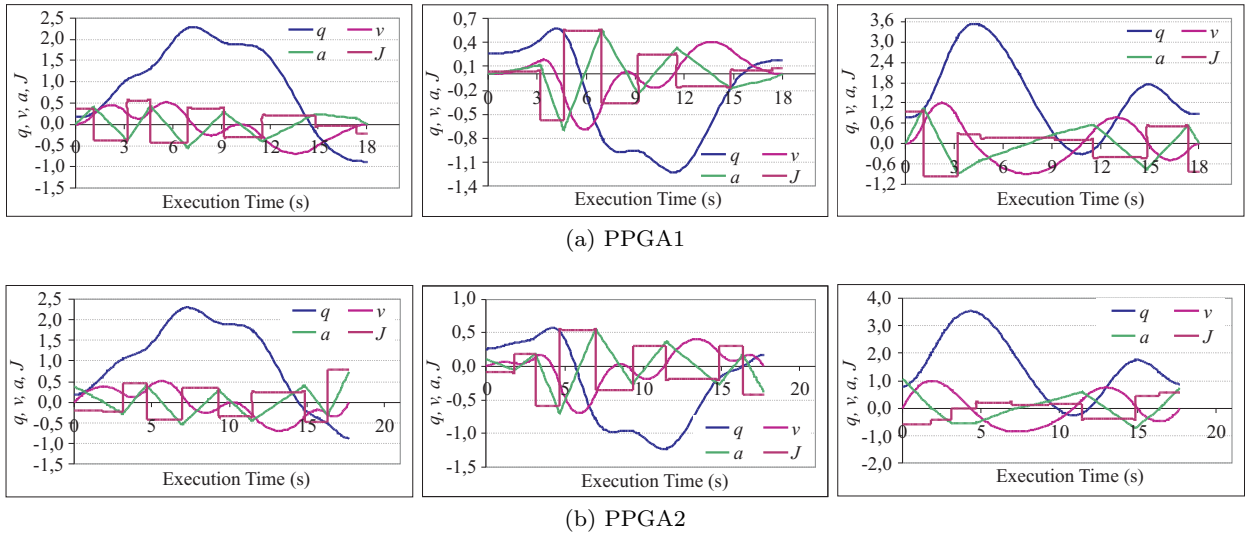 2,5
2,0
1,5
1,0
0,5
0,0
-0,5
-1,0
-1,5
q, v, a, J
0 3 6 9 12 15 18
q v
a J
Execution Time (s)
0,7
0,4
0,1
-0,2
-0,5
-0,8
-1,1
-1,4
q, v, a, J
0 3 6 9 12 15 18
q v
a J
Execution Time (s)
3,6
3,0
2,4
1,8
1,2
0,6
0,0
-0,6
-1,2
q, v, a, J
0 3 6 9 12 15 18
q v
a J
Execution Time (s)
(a) PPGA1
2,5
2,0
1,5
1,0
0,5
0,0
-0,5
-1,0
-1,5
q, v, a, J
0 5 10 15 20
q v
a J
Execution Time (s)
1,0
0,5
0,0
-0,5
-1,0
-1,5
q, v, a, J
0 5 10 15 20
q v
a J
Execution Time (s)
4,0
3,0
2,0
1,0
0,0
-1,0
-2,0
q, v, a, J
0 5 10 15 20
q v
a J
Execution Time (s)
(b) PPGA2